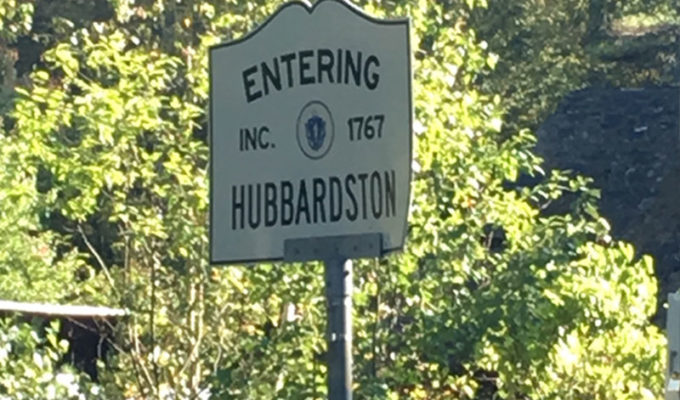 ENTERING
INC. 1767
HUBBARDSTON